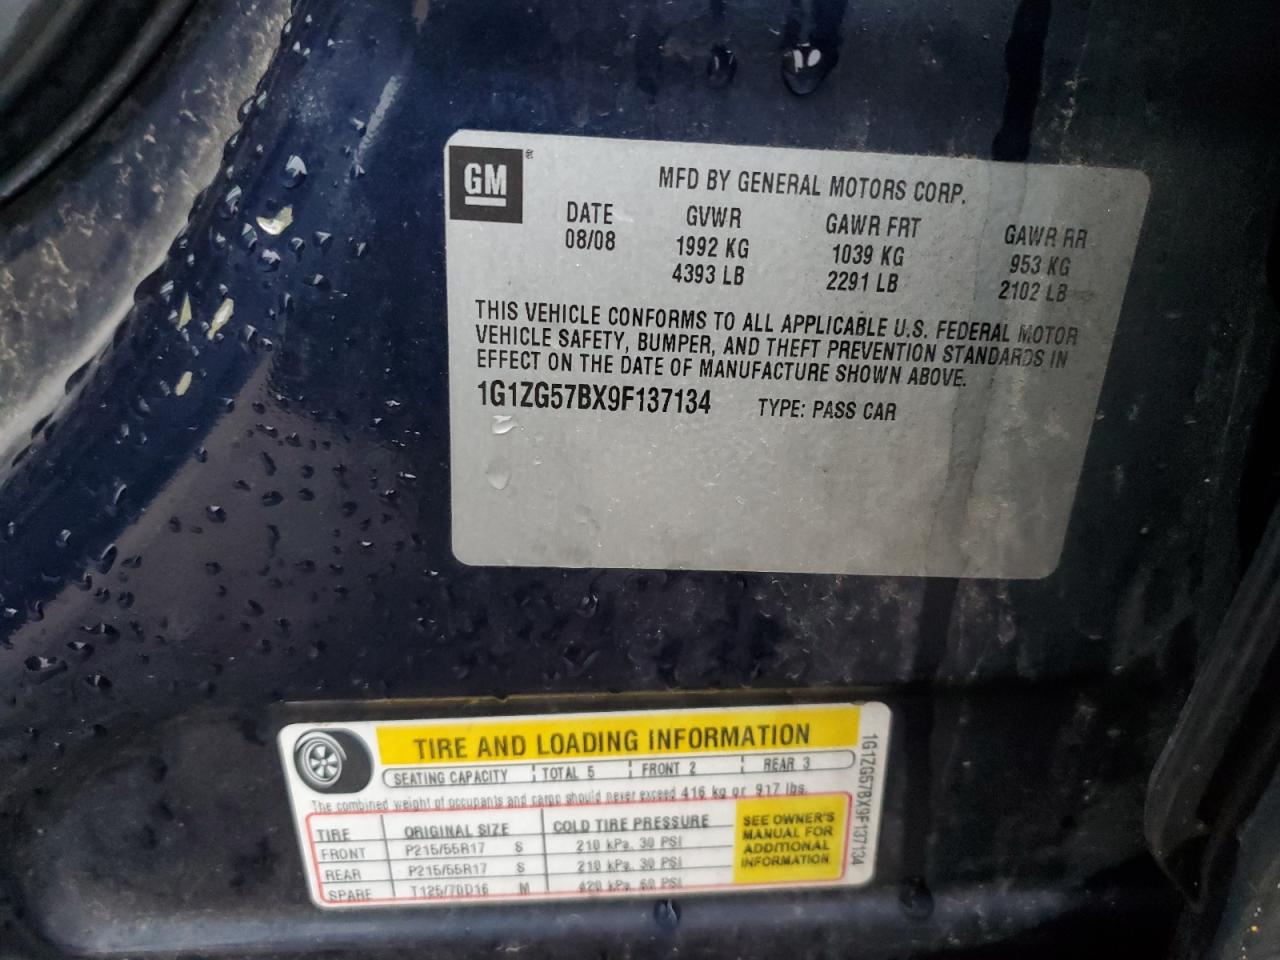 GM
MFD BY GENERAL MOTORS CORP.
DATE GVWR GAWR FRT GAWR RR
08/08 1992 KG 1039 KG 953 KG
4393 LB 2291 LB 2102 LB
THIS VEHICLE CONFORMS TO ALL APPLICABLE U.S. FEDERAL MOTOR
VEHICLE SAFETY, BUMPER, AND THEFT PREVENTION STANDARDS IN
EFFECT ON THE DATE OF MANUFACTURE SHOWN ABOVE.
1G1ZG57BX9F137134 TYPE: PASS CAR
TIRE AND LOADING INFORMATION
SEATING CAPACITY TOTAL 5 FRONT 2 REAR 3
The combined weight of occupants and cargo should never exceed 416 kg or 917 lbs.
TIRE ORIGINAL SIZE COLD TIRE PRESSURE
FRONT P215/55R17 S 210 kPa, 30 PSI
REAR P215/55R17 S 210 kPa, 30 PSI
SPARE T125/70D16 M 420 kPa, 60 PSI
SEE OWNER'S
MANUAL FOR
ADDITIONAL
INFORMATION
1G1ZG57BX9F137134